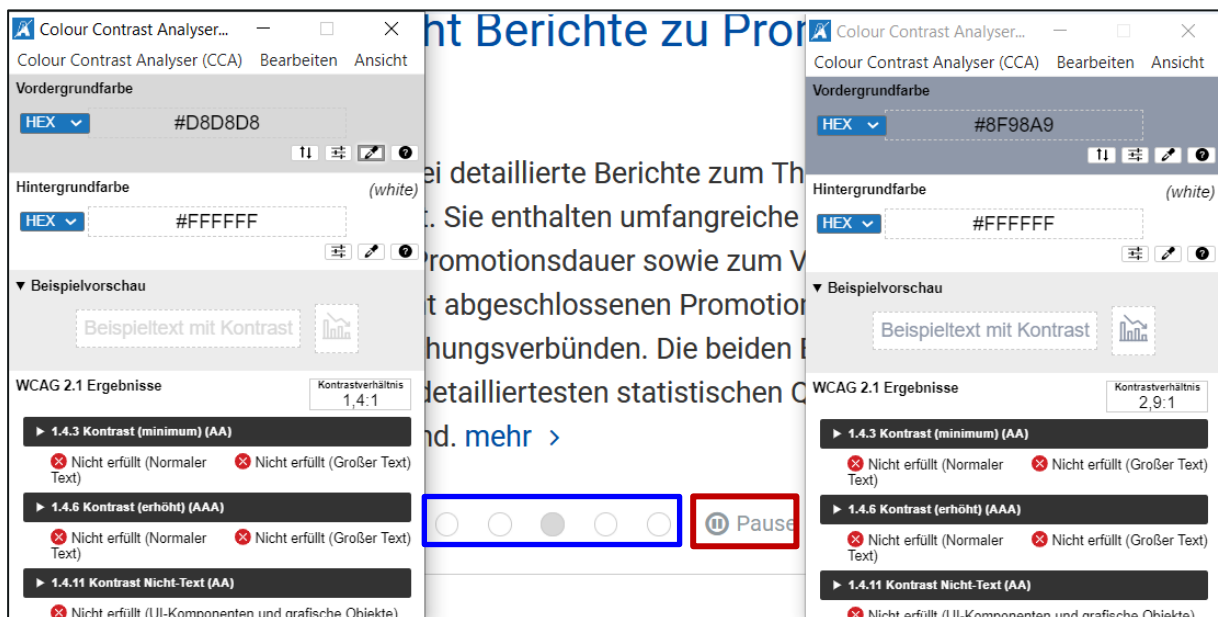 Colour Contrast Analyser...
Colour Contrast Analyser (CCA) Bearbeiten Ansicht
Vordergrundfarbe
HEX #D8D8D8
Hintergrundfarbe (white)
HEX #FFFFFF
Beispielvorschau
Beispieltext mit Kontrast
WCAG 2.1 Ergebnisse
Kontrastverhältnis
1,4:1
1.4.3 Kontrast (minimum) (AA)
Nicht erfüllt (Normaler Text)
Nicht erfüllt (Großer Text)
1.4.6 Kontrast (erhöht) (AAA)
Nicht erfüllt (Normaler Text)
Nicht erfüllt (Großer Text)
1.4.11 Kontrast Nicht-Text (AA)
Nicht erfüllt (UI-Komponenten und grafische Objekte)
ht Berichte zu Pro
ei detaillierte Berichte zum Th
t. Sie enthalten umfangreiche
Promotionsdauer sowie zum V
t abgeschlossenen Promotion
hungsverbünden. Die beiden
detailliertesten statistischen
nd. mehr >
Pause
Colour Contrast Analyser...
Colour Contrast Analyser (CCA) Bearbeiten Ansicht
Vordergrundfarbe
HEX #8F98A9
Hintergrundfarbe (white)
HEX #FFFFFF
Beispielvorschau
Beispieltext mit Kontrast
WCAG 2.1 Ergebnisse
Kontrastverhältnis
2,9:1
1.4.3 Kontrast (minimum) (AA)
Nicht erfüllt (Normaler Text)
Nicht erfüllt (Großer Text)
1.4.6 Kontrast (erhöht) (AAA)
Nicht erfüllt (Normaler Text)
Nicht erfüllt (Großer Text)
1.4.11 Kontrast Nicht-Text (AA)
Nicht erfüllt (UI-Komponenten und grafische Objekte)